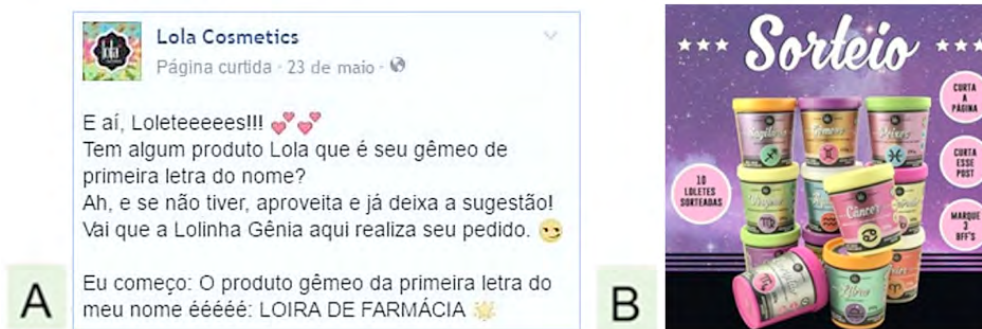 Lola Cosmetics
Página curtida · 23 de maio ·
E aí, Loleteeeees!!!
Tem algum produto Lola que é seu gêmeo de
primeira letra do nome?
Ah, e se não tiver, aproveita e já deixa a sugestão!
Vai que a Lolinha Gênia aqui realiza seu pedido.
Eu começo: O produto gêmeo da primeira letra do
meu nome ééééé: LOIRA DE FARMÁCIA
A
Sorteio
CURTA
A
PÁGINA
CURTA
ESSE
POST
MARQUE
3
BFF'S
10
LOLETES
SORTEADAS
Gêmeos
Peixes
Câncer
B